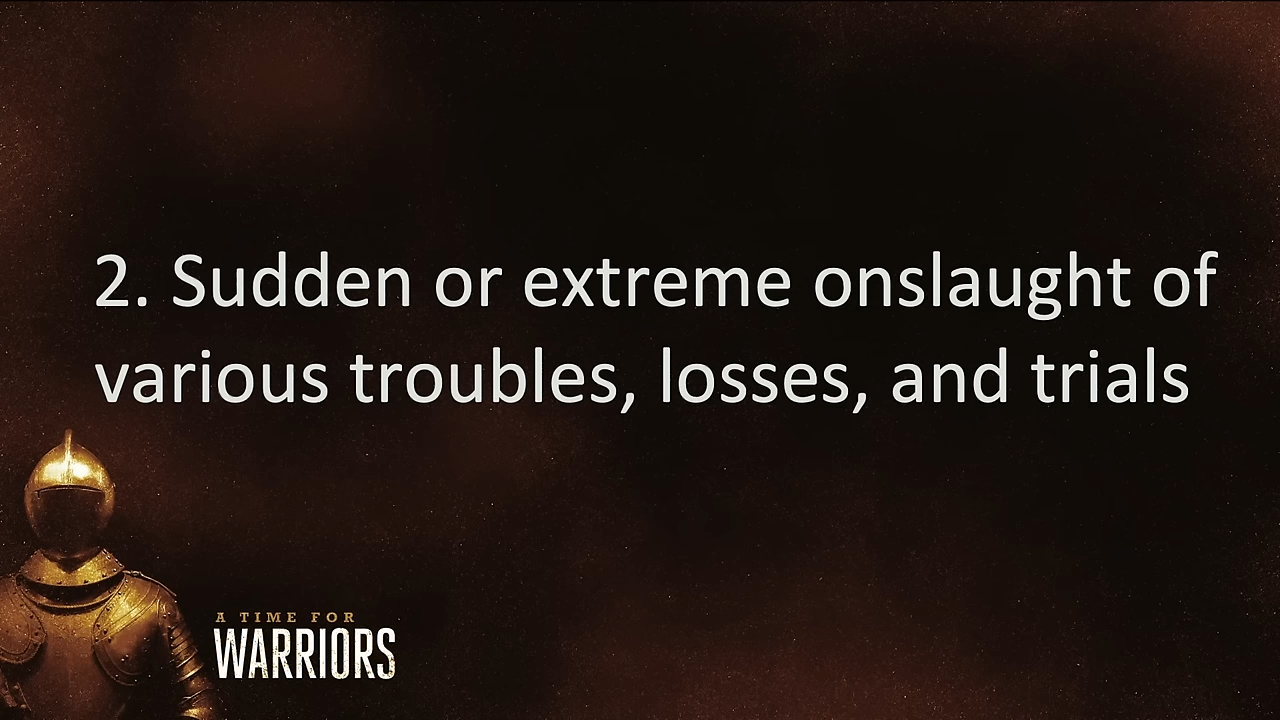 2. Sudden or extreme onslaught of
various troubles, losses, and trials
A TIME FOR
WARRIORS